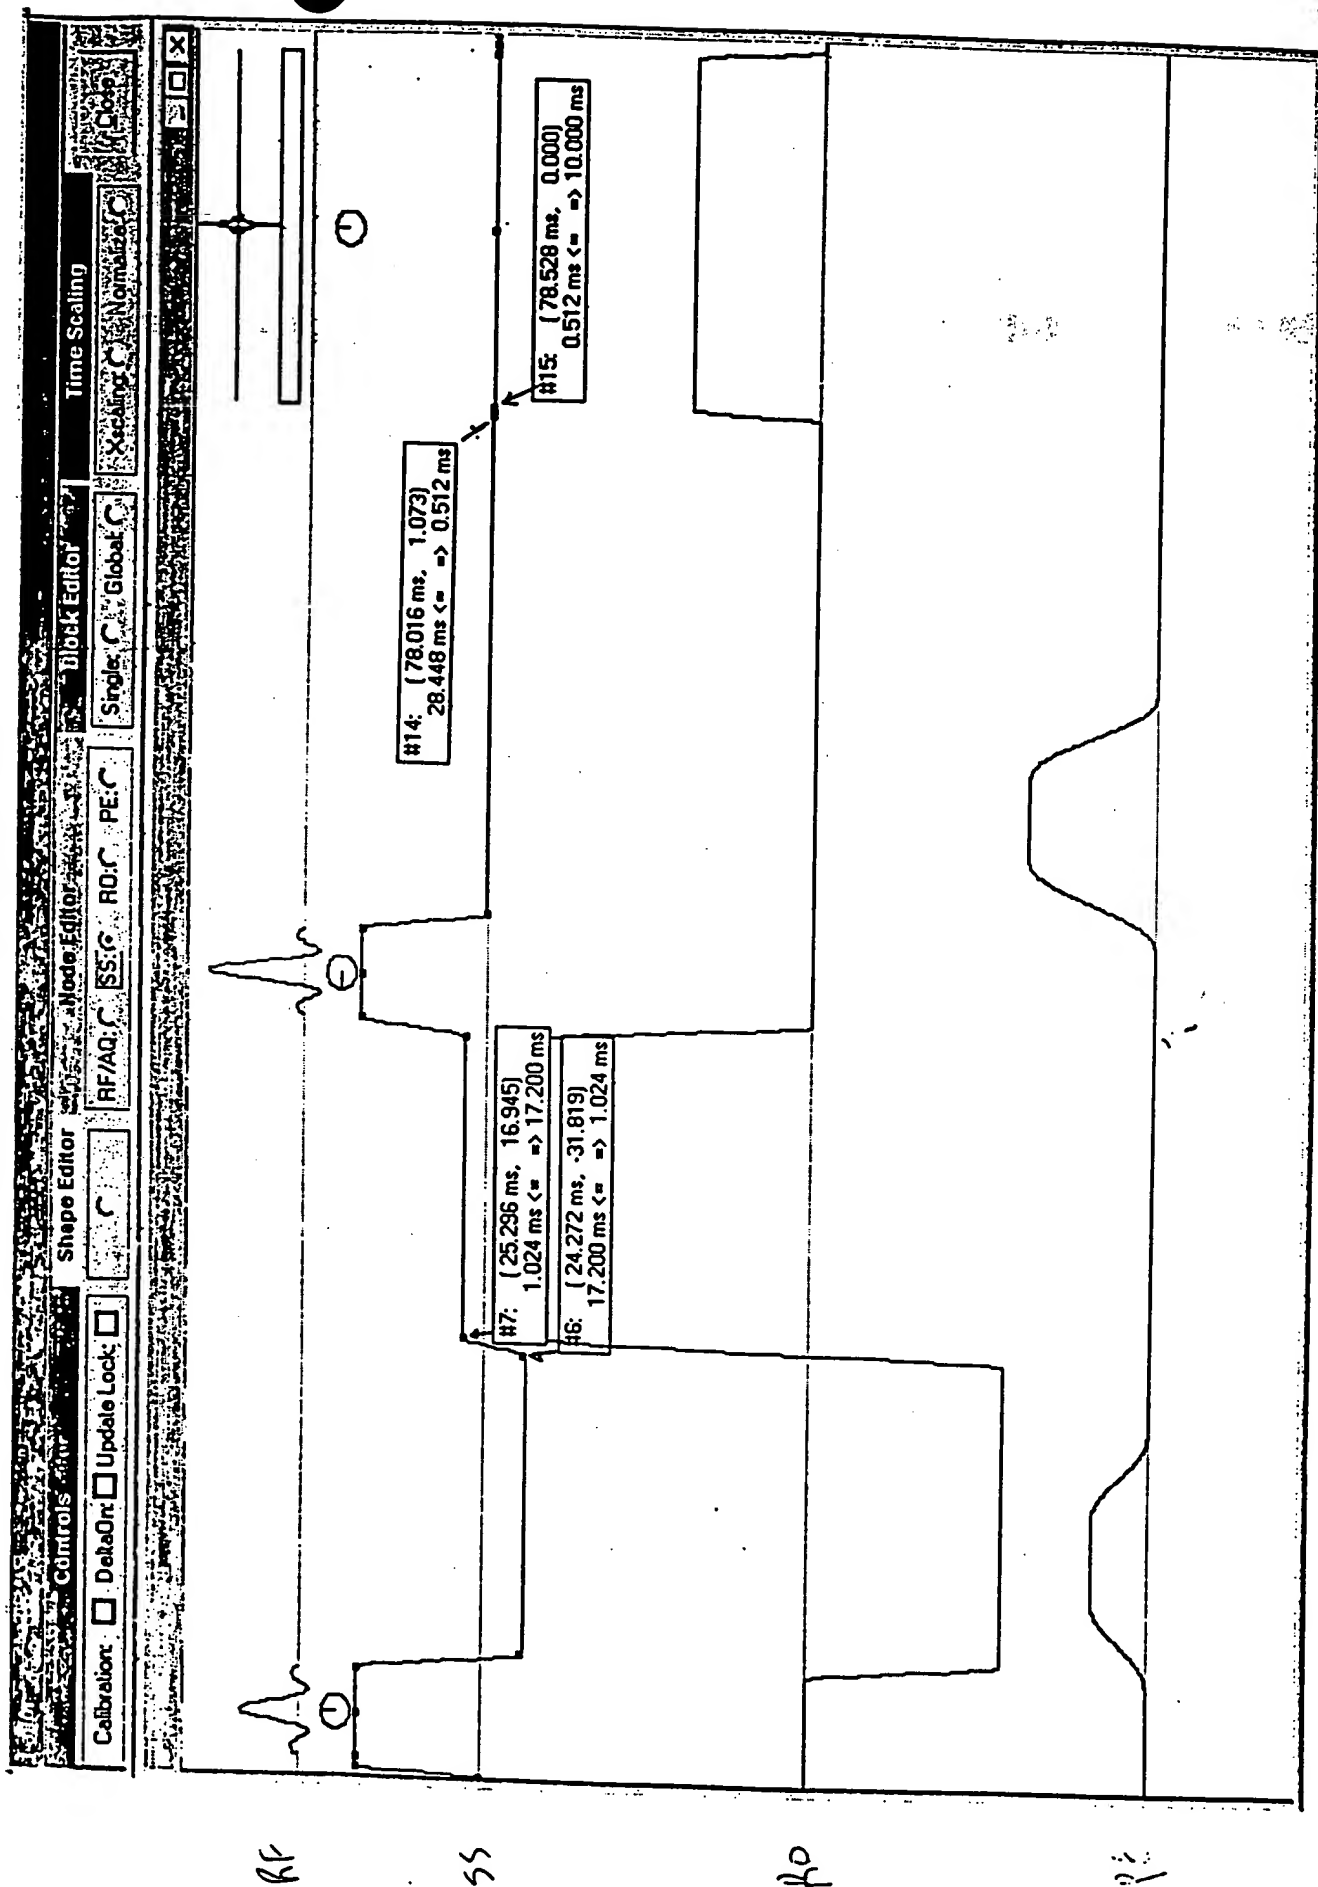 Controls Shape Editor Node Editor Block Editor Time Scaling
Calibration: DeltaOn: Update Lock: RF/AQ: SS: RO: PE: Single: Global: Xscaling: Normalize: Close
#7: (25.296 ms, 16.945)
1.024 ms <= => 17.200 ms
#6: (24.272 ms, -31.819)
17.200 ms <= => 1.024 ms
#14: (78.016 ms, 1.073)
28.448 ms <= => 0.512 ms
#15: (78.528 ms, 0.000)
0.512 ms <= => 10.000 ms
RF
SS
RO